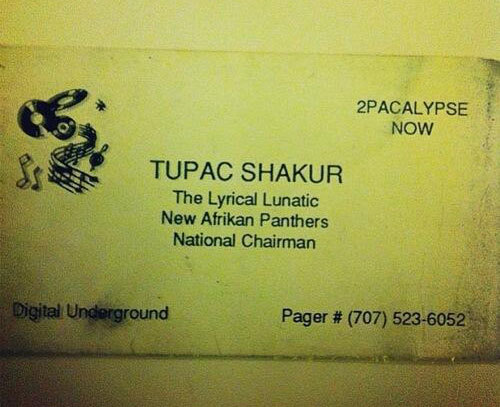 2PACALYPSE
NOW
TUPAC SHAKUR
The Lyrical Lunatic
New Afrikan Panthers
National Chairman
Digital Underground
Pager # (707) 523-6052